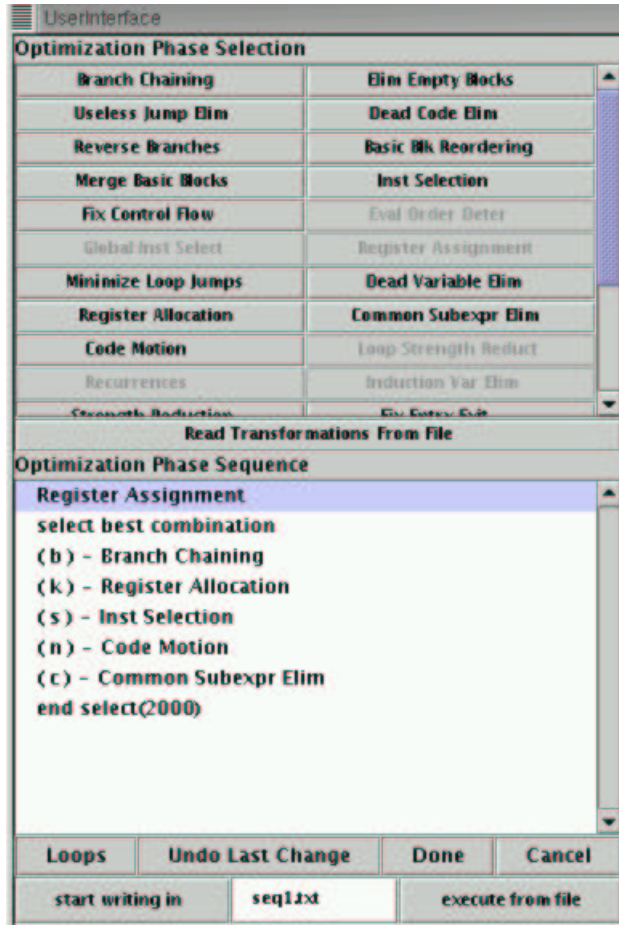 UserInterface
Optimization Phase Selection
Branch Chaining Elim Empty Blocks
Useless Jump Elim Dead Code Elim
Reverse Branches Basic Blk Reordering
Merge Basic Blocks Inst Selection
Fix Control Flow Eval Order Deter
Global Inst Select Register Assignment
Minimize Loop Jumps Dead Variable Elim
Register Allocation Common Subexpr Elim
Code Motion Loop Strength Reduct
Recurrences Induction Var Elim
Strength Reduction Fix Entry Exit
Read Transformations From File
Optimization Phase Sequence
Register Assignment
select best combination
(b) - Branch Chaining
(k) - Register Allocation
(s) - Inst Selection
(n) - Code Motion
(c) - Common Subexpr Elim
end select(2000)
Loops Undo Last Change Done Cancel
start writing in seq1.txt execute from file